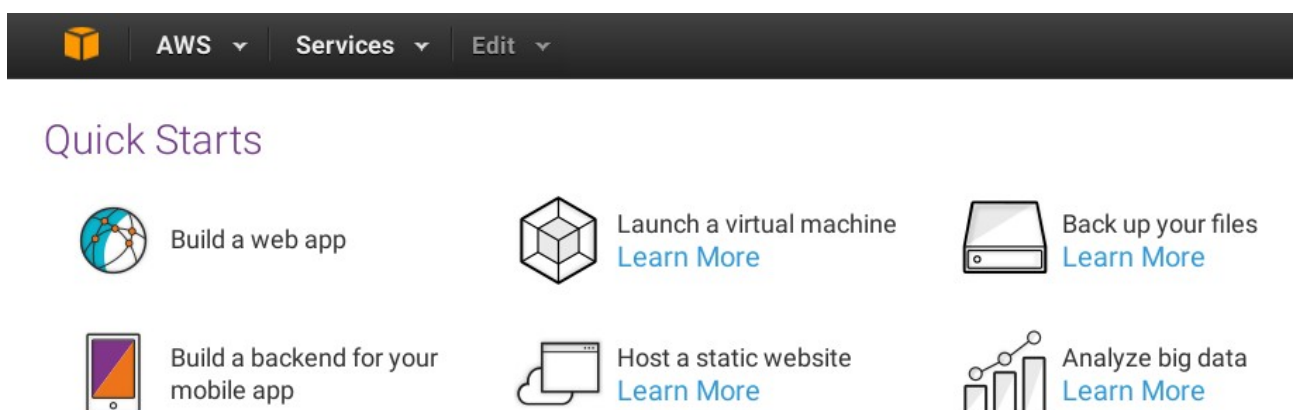 AWS Services Edit
Quick Starts
Build a web app
Launch a virtual machine
Learn More
Back up your files
Learn More
Build a backend for your
mobile app
Host a static website
Learn More
Analyze big data
Learn More